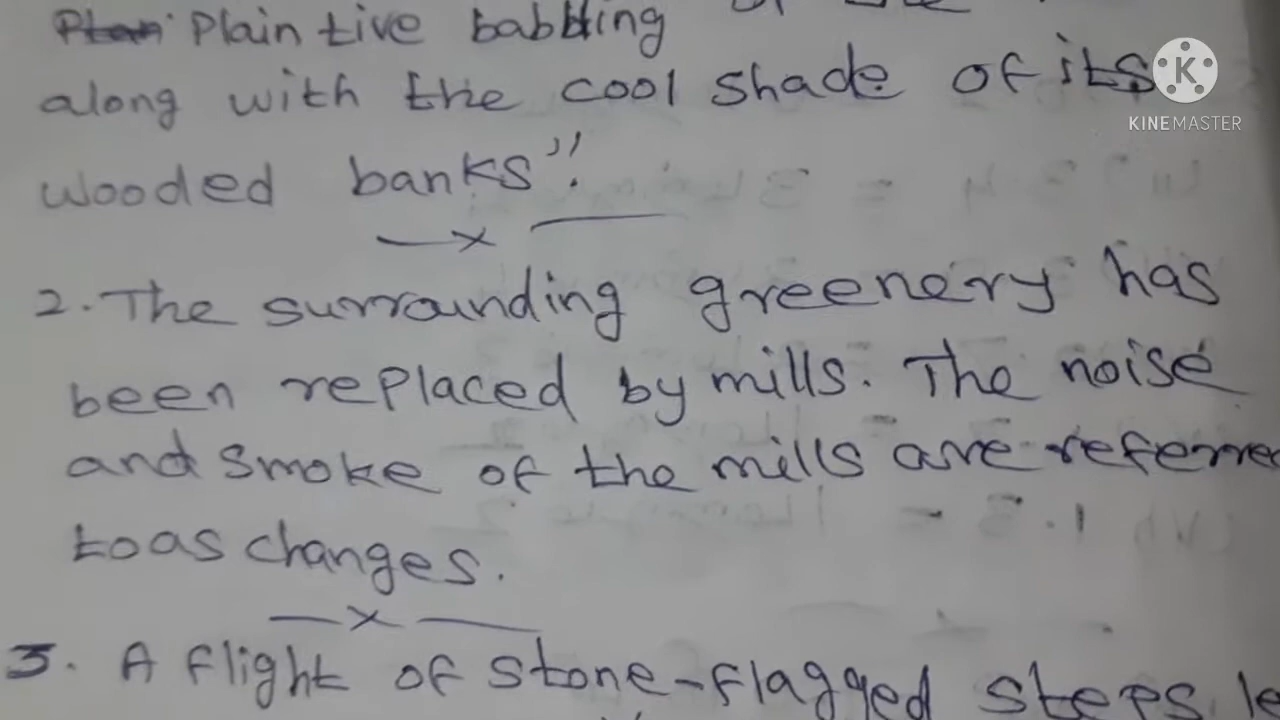 Plaintive babbling
along with the cool shade of its
wooded banks".
2. The surrounding greenery has
been replaced by mills. The noise
and smoke of the mills are referred
to as changes.
3. A flight of stone-flagged steps
K
KINEMASTER